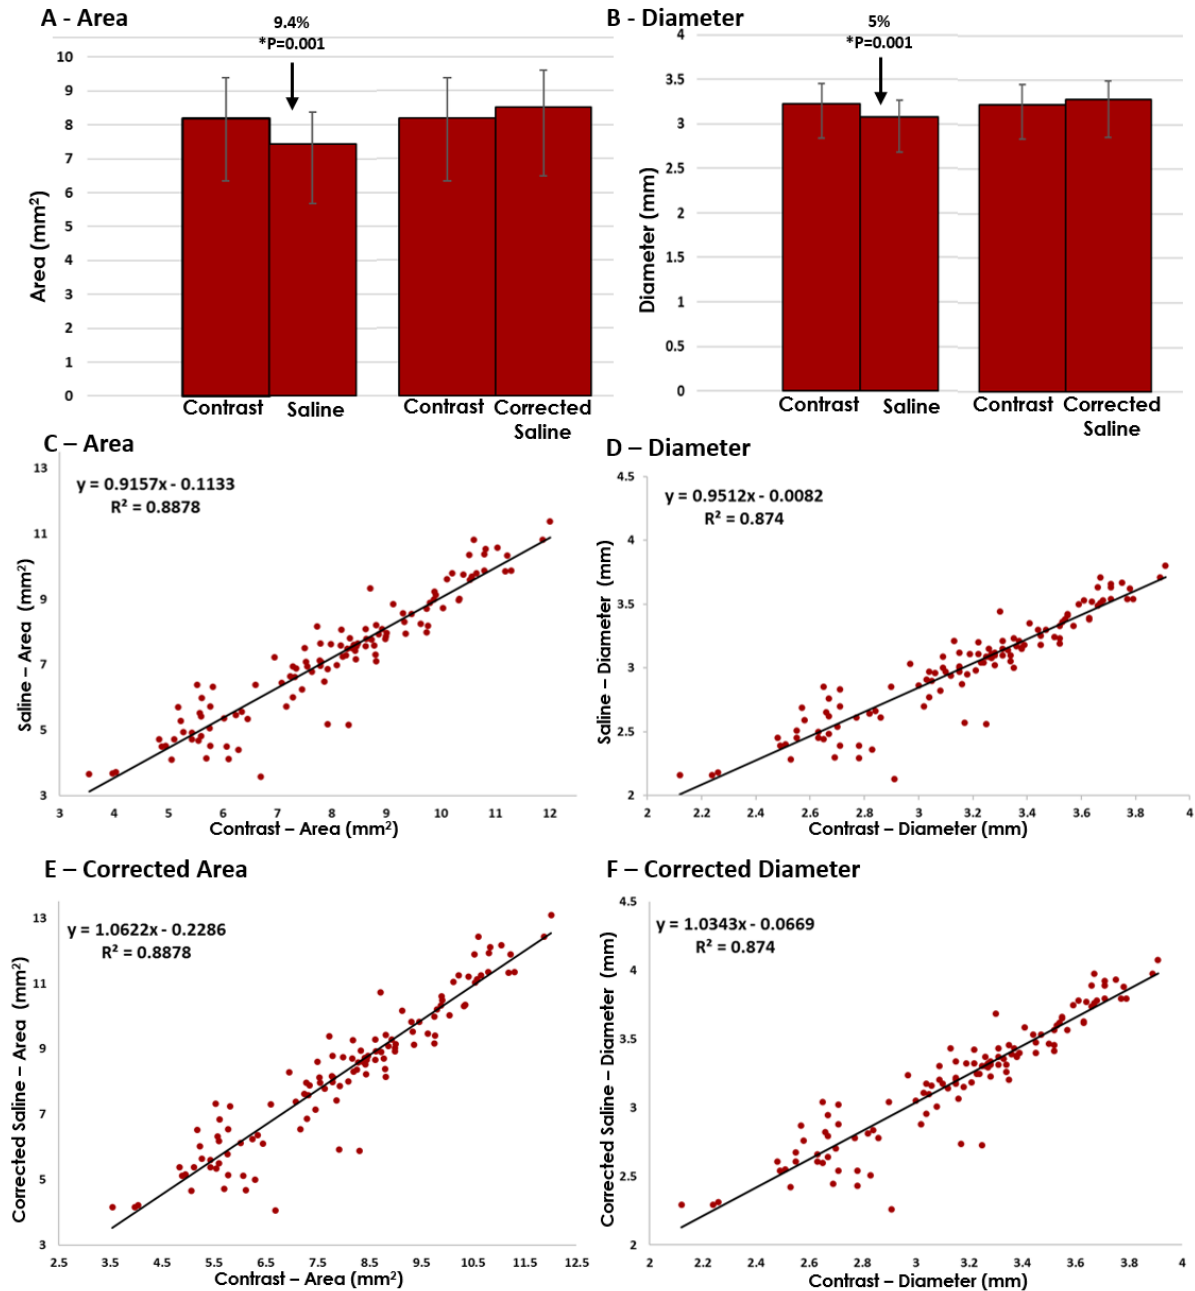 A - Area
9.4%
*P=0.001
10
9
8
7
6
5
4
3
2
1
0
Area (mm²)
Contrast
Saline
Contrast
Corrected
Saline
B - Diameter
5%
*P=0.001
4
3.5
3
2.5
2
1.5
1
0.5
0
Diameter (mm)
Contrast
Saline
Contrast
Corrected
Saline
C – Area
y = 0.9157x - 0.1133
R² = 0.8878
13
11
9
7
5
3
Saline – Area (mm²)
3 4 5 6 7 8 9 10 11 12
Contrast – Area (mm²)
D – Diameter
y = 0.9512x - 0.0082
R² = 0.874
4.5
4
3.5
3
2.5
2
Saline – Diameter (mm)
2 2.2 2.4 2.6 2.8 3 3.2 3.4 3.6 3.8 4
Contrast – Diameter (mm)
E – Corrected Area
y = 1.0622x - 0.2286
R² = 0.8878
13
11
9
7
5
3
Corrected Saline – Area (mm²)
2.5 3.5 4.5 5.5 6.5 7.5 8.5 9.5 10.5 11.5 12.5
Contrast – Area (mm²)
F – Corrected Diameter
y = 1.0343x - 0.0669
R² = 0.874
4.5
4
3.5
3
2.5
2
Corrected Saline – Diameter (mm)
2 2.2 2.4 2.6 2.8 3 3.2 3.4 3.6 3.8 4
Contrast – Diameter (mm)